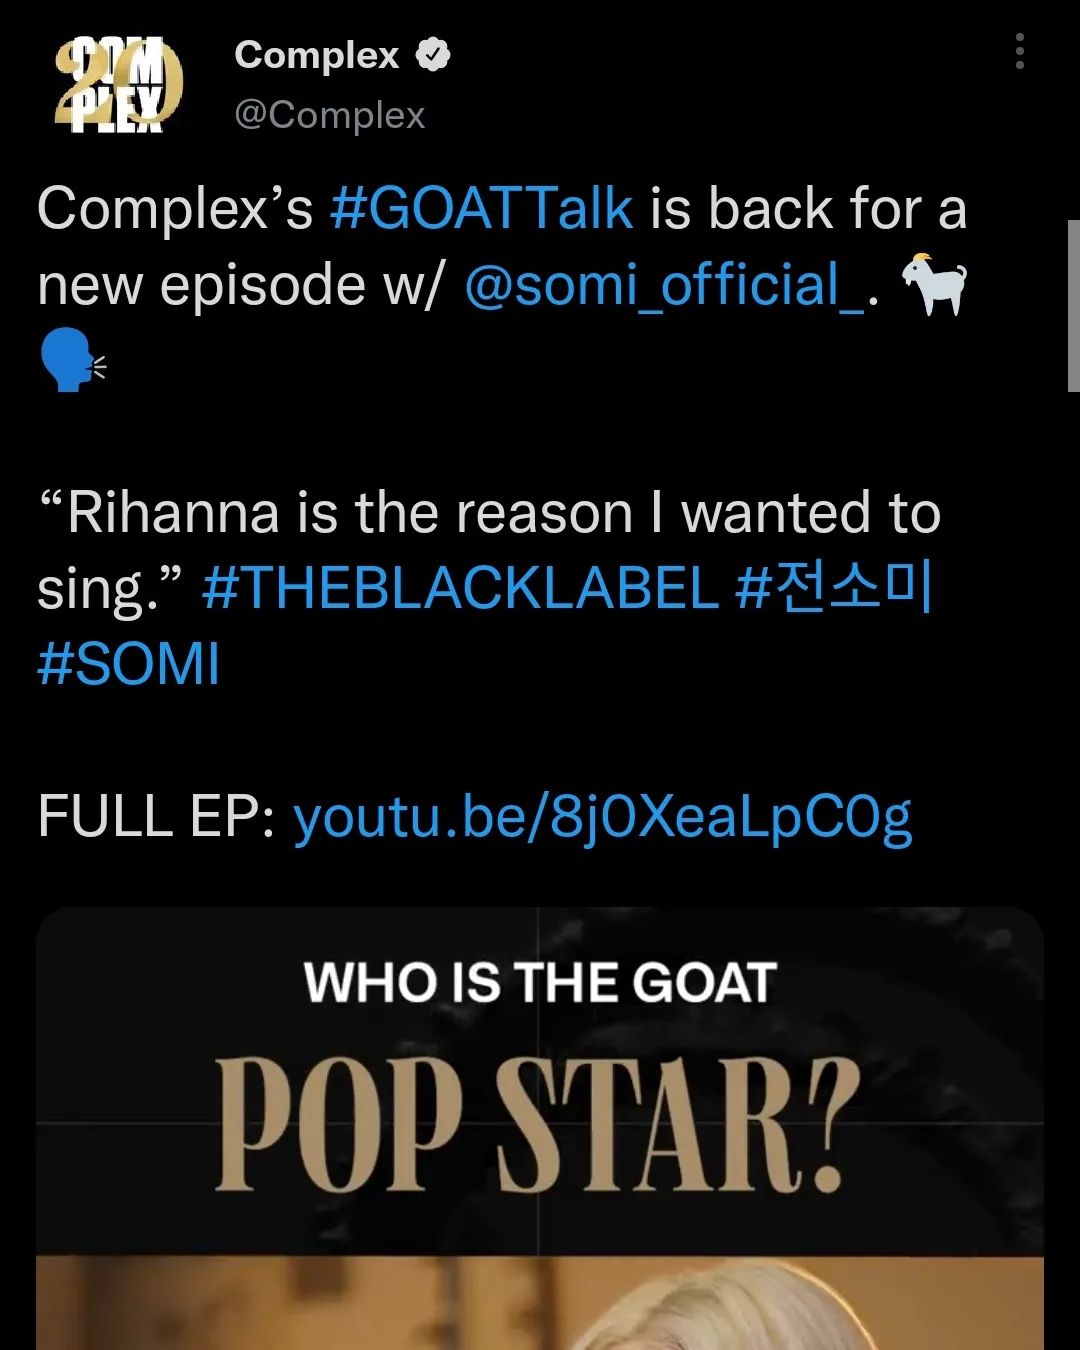 COM
PLEX
20
Complex
@Complex
Complex’s #GOATTalk is back for a
new episode w/ @somi_official_. 🐐
🗣
“Rihanna is the reason I wanted to
sing.” #THEBLACKLABEL #전소미
#SOMI
FULL EP: youtu.be/8j0XeaLpC0g
WHO IS THE GOAT
POP STAR?